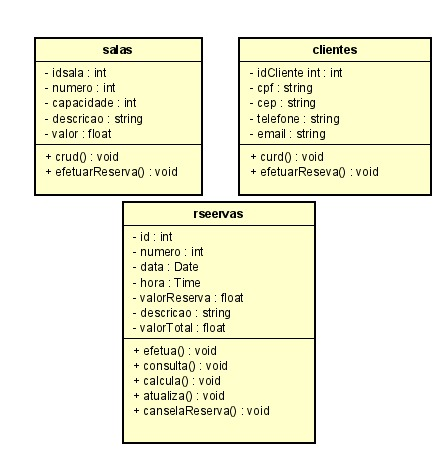 salas
- idsala : int
- numero : int
- capacidade : int
- descricao : string
- valor : float
+ crud() : void
+ efetuarReserva() : void
clientes
- idCliente int : int
- cpf : string
- cep : string
- telefone : string
- email : string
+ curd() : void
+ efetuarReseva() : void
rseervas
- id : int
- numero : int
- data : Date
- hora : Time
- valorReserva : float
- descricao : string
- valorTotal : float
+ efetua() : void
+ consulta() : void
+ calcula() : void
+ atualiza() : void
+ canselaReserva() : void